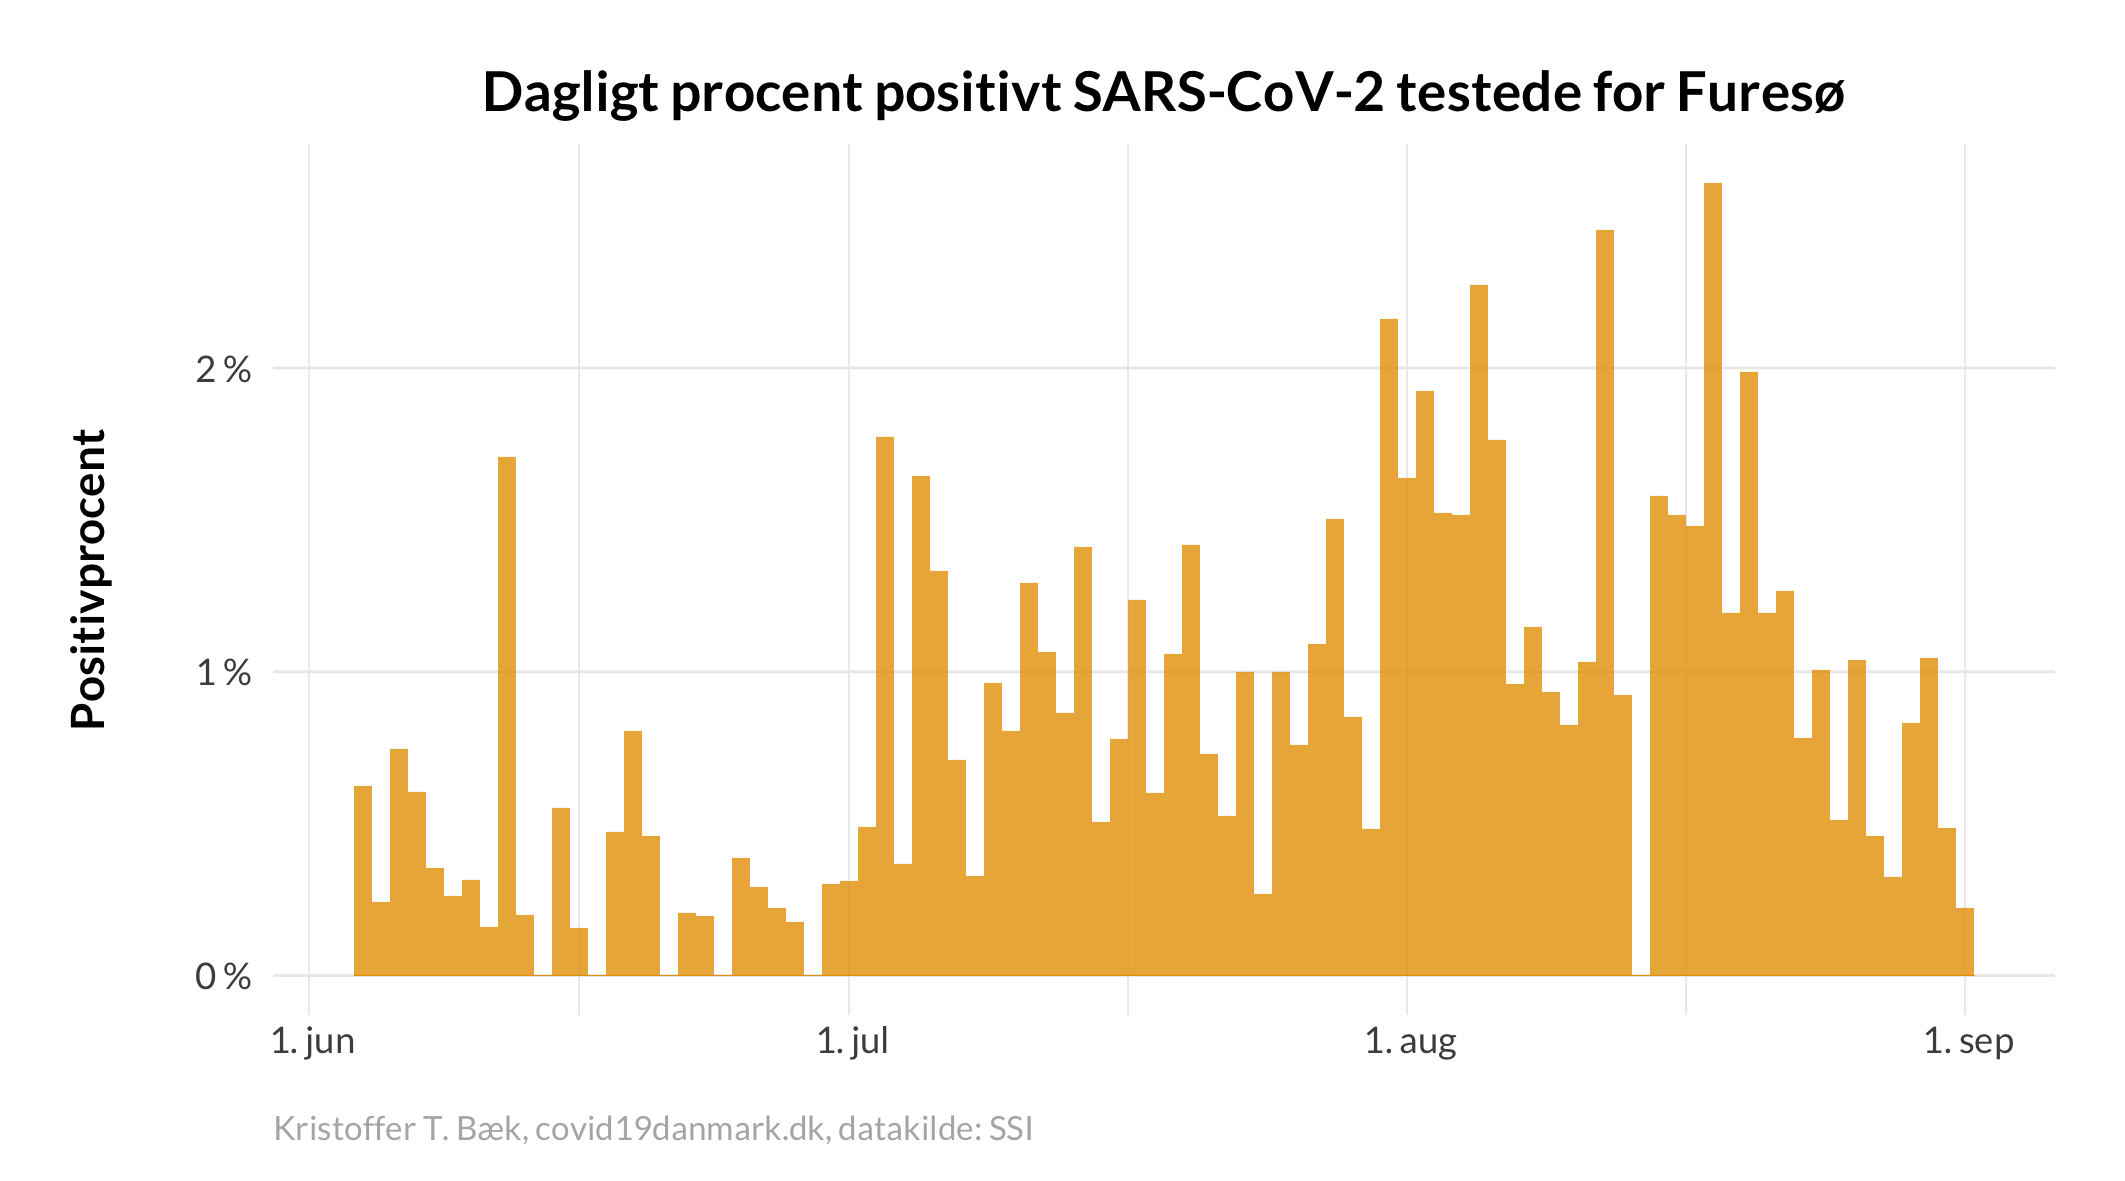 Dagligt procent positivt SARS-CoV-2 testede for Furesø
Positivprocent
2 %
1 %
0 %
1. jun
1. jul
1. aug
1. sep
Kristoffer T. Bæk, covid19danmark.dk, datakilde: SSI